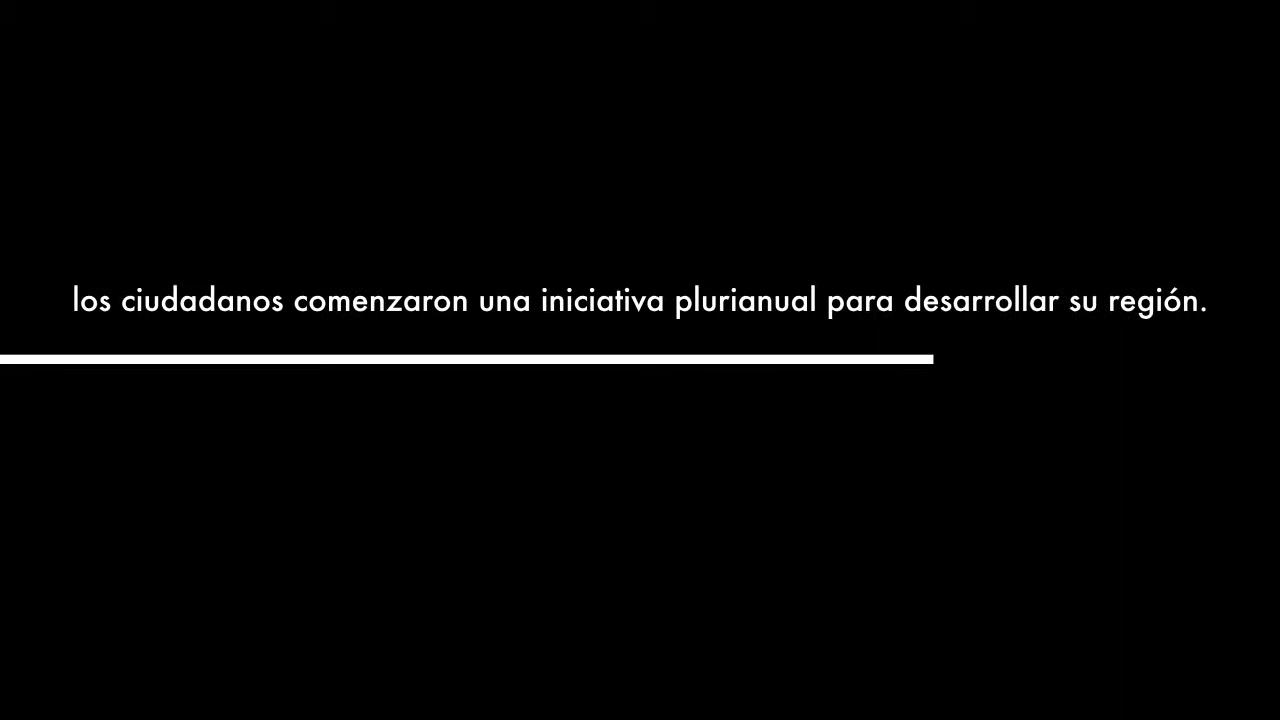 los ciudadanos comenzaron una iniciativa plurianual para desarrollar su región.